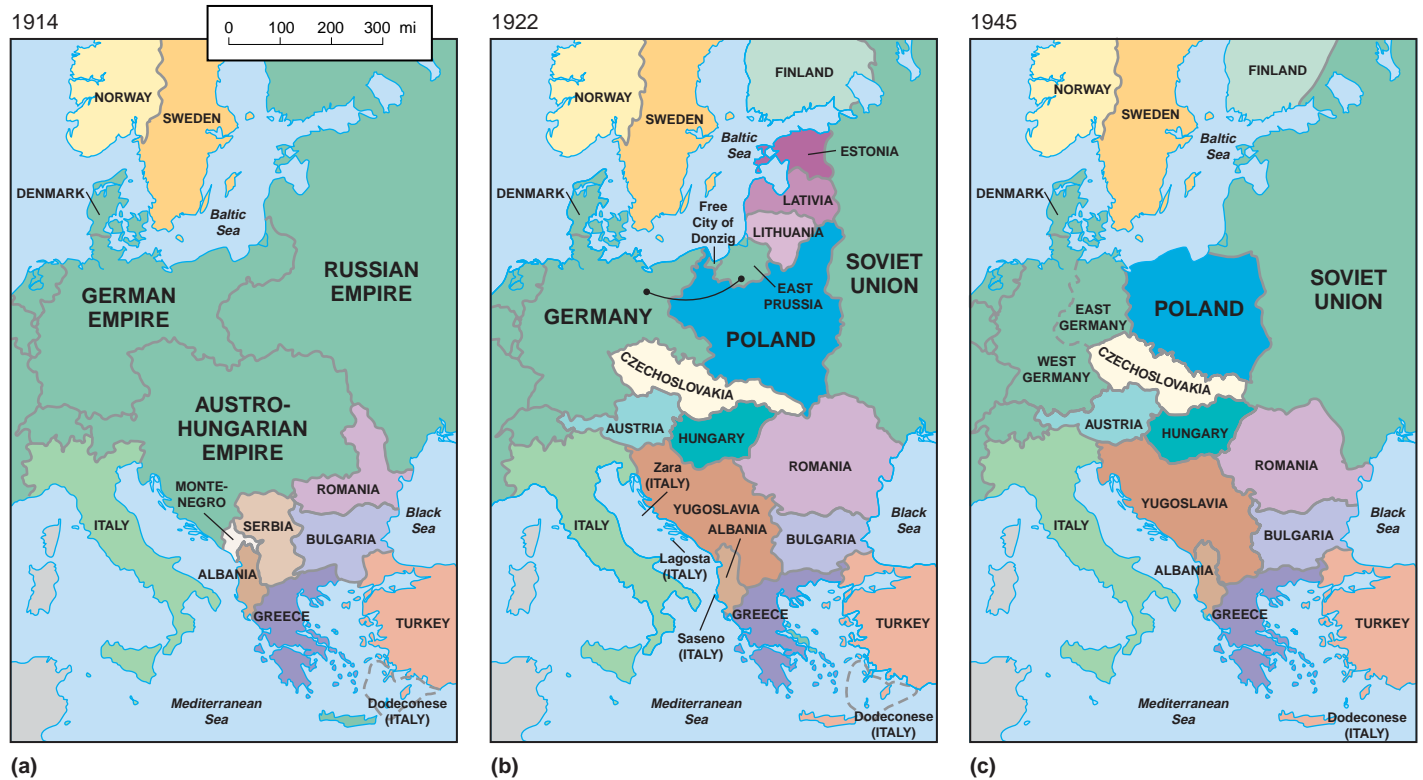 1914
0 100 200 300 mi
NORWAY
SWEDEN
DENMARK
Baltic
Sea
RUSSIAN
EMPIRE
GERMAN
EMPIRE
AUSTRO-
HUNGARIAN
EMPIRE
MONTE-
NEGRO
ROMANIA
SERBIA
ITALY
Black
Sea
BULGARIA
ALBANIA
GREECE
TURKEY
Mediterranean
Sea
Dodeconese
(ITALY)
(a)
1922
FINLAND
NORWAY
SWEDEN
Baltic
Sea
ESTONIA
DENMARK
LATIVIA
Free
City of
Donzig
LITHUANIA
SOVIET
UNION
EAST
PRUSSIA
GERMANY
POLAND
CZECHOSLOVAKIA
AUSTRIA
HUNGARY
Zara
(ITALY)
ROMANIA
YUGOSLAVIA
ITALY
ALBANIA
Black
Sea
BULGARIA
Lagosta
(ITALY)
GREECE
TURKEY
Saseno
(ITALY)
Mediterranean
Sea
Dodeconese
(ITALY)
(b)
1945
FINLAND
NORWAY
SWEDEN
Baltic
Sea
DENMARK
SOVIET
UNION
POLAND
EAST
GERMANY
WEST
GERMANY
CZECHOSLOVAKIA
AUSTRIA
HUNGARY
ROMANIA
YUGOSLAVIA
ITALY
Black
Sea
BULGARIA
ALBANIA
GREECE
TURKEY
Mediterranean
Sea
Dodeconese
(ITALY)
(c)